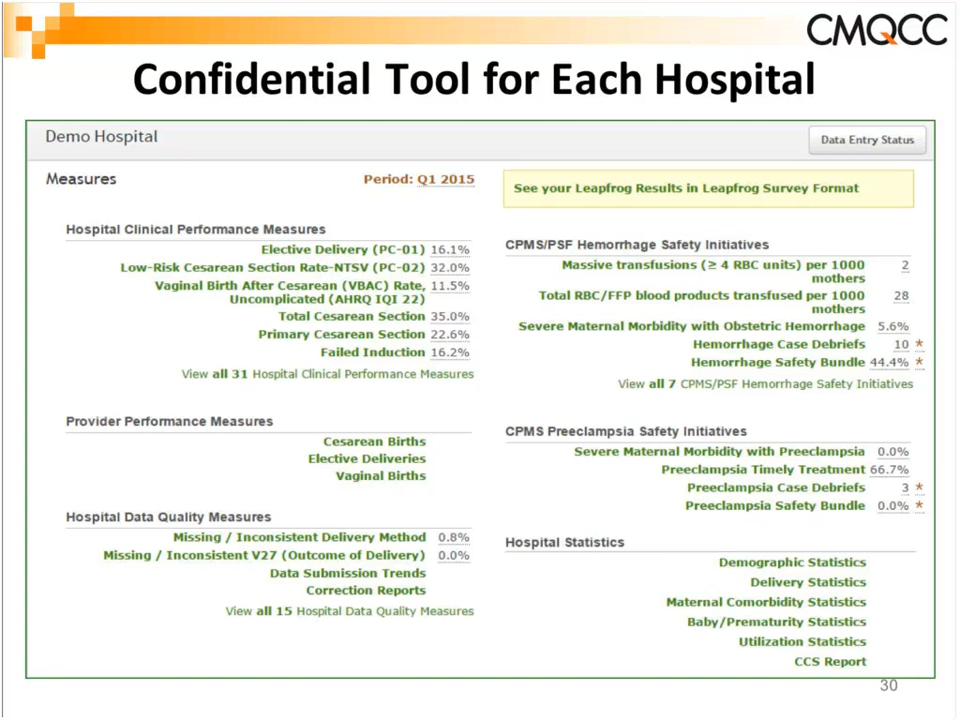 CMQCC
Confidential Tool for Each Hospital
Demo Hospital
Data Entry Status
Measures
Period: Q1 2015
Hospital Clinical Performance Measures
Elective Delivery (PC-01) 16.1%
Low-Risk Cesarean Section Rate-NTSV (PC-02) 32.0%
Vaginal Birth After Cesarean (VBAC) Rate, 11.5%
Uncomplicated (AHRQ IQI 22)
Total Cesarean Section 35.0%
Primary Cesarean Section 22.6%
Failed Induction 16.2%
View all 31 Hospital Clinical Performance Measures
Provider Performance Measures
Cesarean Births
Elective Deliveries
Vaginal Births
Hospital Data Quality Measures
Missing / Inconsistent Delivery Method 0.8%
Missing / Inconsistent V27 (Outcome of Delivery) 0.0%
Data Submission Trends
Correction Reports
View all 15 Hospital Data Quality Measures
See your Leapfrog Results in Leapfrog Survey Format
CPMS/PSF Hemorrhage Safety Initiatives
Massive transfusions (≥ 4 RBC units) per 1000 2
mothers
Total RBC/FFP blood products transfused per 1000 28
mothers
Severe Maternal Morbidity with Obstetric Hemorrhage 5.6%
Hemorrhage Case Debriefs 10 *
Hemorrhage Safety Bundle 44.4% *
View all 7 CPMS/PSF Hemorrhage Safety Initiatives
CPMS Preeclampsia Safety Initiatives
Severe Maternal Morbidity with Preeclampsia 0.0%
Preeclampsia Timely Treatment 66.7%
Preeclampsia Case Debriefs 3 *
Preeclampsia Safety Bundle 0.0% *
Hospital Statistics
Demographic Statistics
Delivery Statistics
Maternal Comorbidity Statistics
Baby/Prematurity Statistics
Utilization Statistics
CCS Report
30